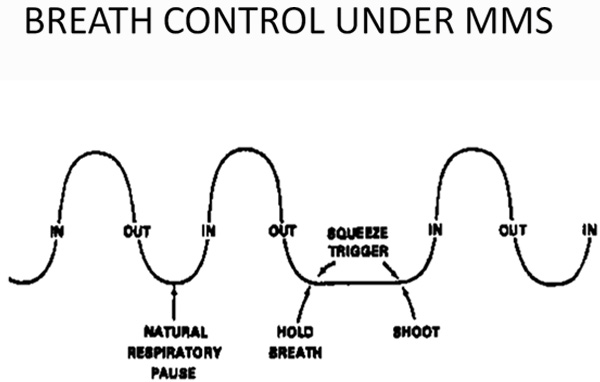 BREATH CONTROL UNDER MMS
IN OUT IN OUT SQUEEZE IN OUT IN
TRIGGER
NATURAL HOLD SHOOT
RESPIRATORY BREATH
PAUSE